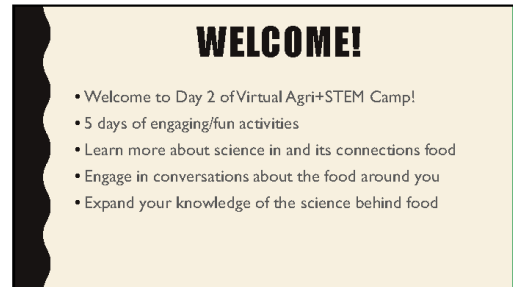 WELCOME!
• Welcome to Day 2 of Virtual Agri+STEM Camp!
• 5 days of engaging/fun activities
• Learn more about science in and its connections food
• Engage in conversations about the food around you
• Expand your knowledge of the science behind food